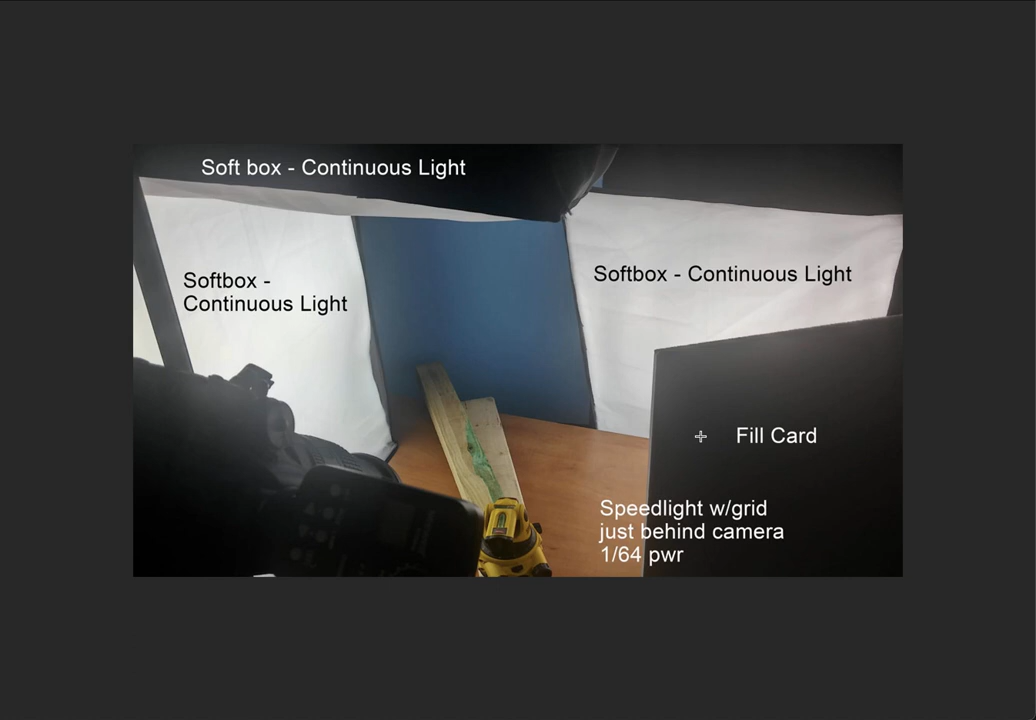 Soft box - Continuous Light
Softbox -
Continuous Light
Softbox - Continuous Light
Fill Card
Speedlight w/grid
just behind camera
1/64 pwr